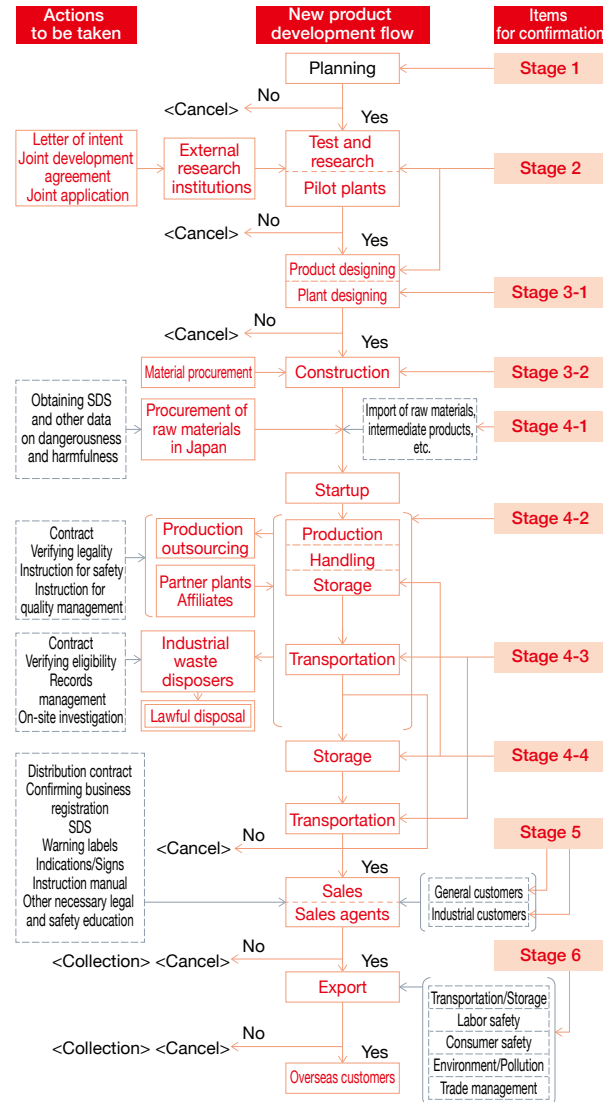 Actions
to be taken
New product
development flow
Items
for confirmation
Planning
Stage 1
No
<Cancel>
Yes
Letter of intent
Joint development
agreement
Joint application
External
research
institutions
Test and
research
Pilot plants
Stage 2
No
<Cancel>
Yes
Product designing
Plant designing
Stage 3-1
No
<Cancel>
Yes
Material procurement
Construction
Stage 3-2
Obtaining SDS
and other data
on dangerousness
and harmfulness
Procurement of
raw materials
in Japan
Import of raw materials,
intermediate products,
etc.
Stage 4-1
Startup
Contract
Verifying legality
Instruction for safety
Instruction for
quality management
Production
outsourcing
Partner plants
Affiliates
Production
Handling
Storage
Stage 4-2
Contract
Verifying eligibility
Records
management
On-site investigation
Industrial
waste
disposers
Lawful disposal
Transportation
Stage 4-3
Storage
Stage 4-4
Transportation
Distribution contract
Confirming business
registration
SDS
Warning labels
Indications/Signs
Instruction manual
Other necessary legal
and safety education
No
<Cancel>
Yes
Stage 5
Sales
Sales agents
General customers
Industrial customers
No
<Collection> <Cancel>
Yes
Stage 6
Export
Transportation/Storage
Labor safety
Consumer safety
Environment/Pollution
Trade management
No
<Collection> <Cancel>
Yes
Overseas customers